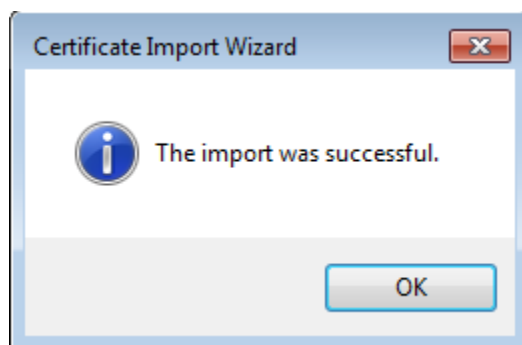 Certificate Import Wizard
The import was successful.
OK